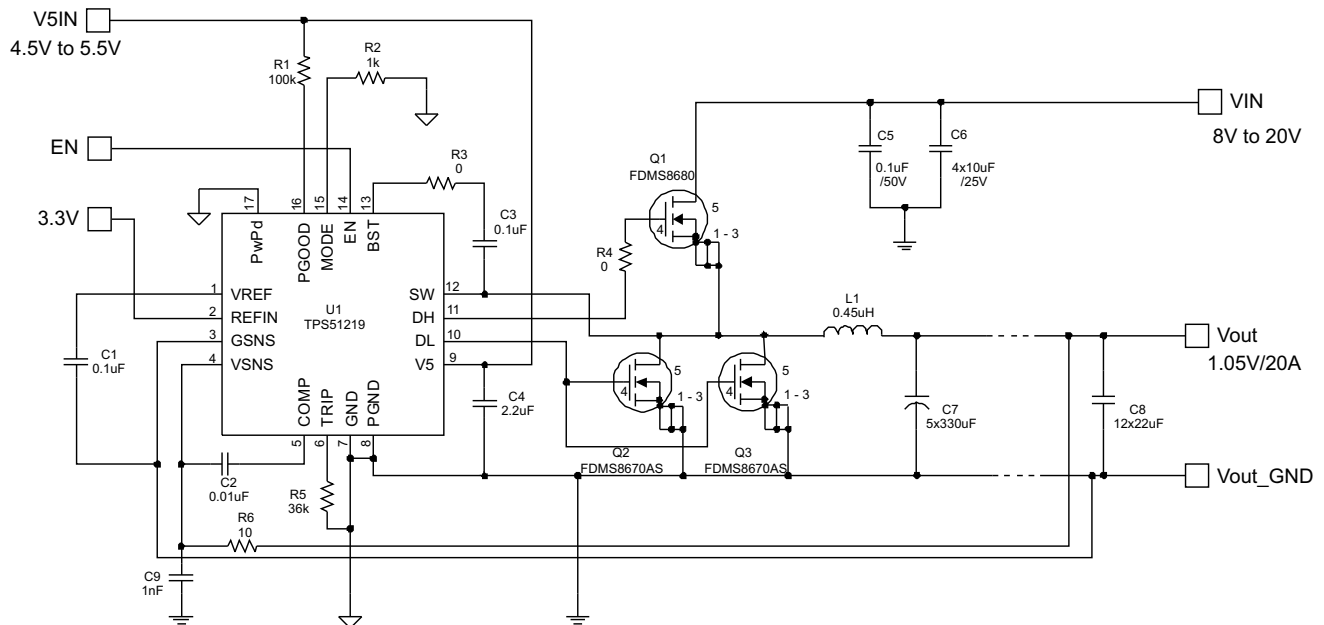 V5IN
4.5V to 5.5V
R1
100k
R2
1k
VIN
8V to 20V
C5
0.1uF
/50V
C6
4x10uF
/25V
EN
R3
0
Q1
FDMS8680
5
4
1 - 3
3.3V
17
16
15
14
13
PwPd
PGOOD
MODE
EN
BST
C3
0.1uF
R4
0
1
VREF
2
REFIN
3
GSNS
4
VSNS
U1
TPS51219
SW
12
DH
11
DL
10
V5
9
L1
0.45uH
Vout
1.05V/20A
C1
0.1uF
5
4
1 - 3
5
4
1 - 3
C4
2.2uF
C7
5x330uF
C8
12x22uF
COMP
TRIP
GND
PGND
5
6
7
8
Q2
FDMS8670AS
Q3
FDMS8670AS
C2
0.01uF
R5
36k
Vout_GND
R6
10
C9
1nF